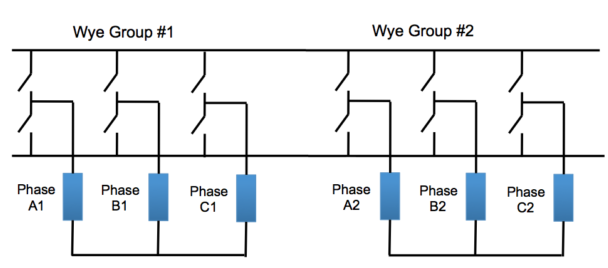 Wye Group #1
Wye Group #2
Phase
A1
Phase
B1
Phase
C1
Phase
A2
Phase
B2
Phase
C2